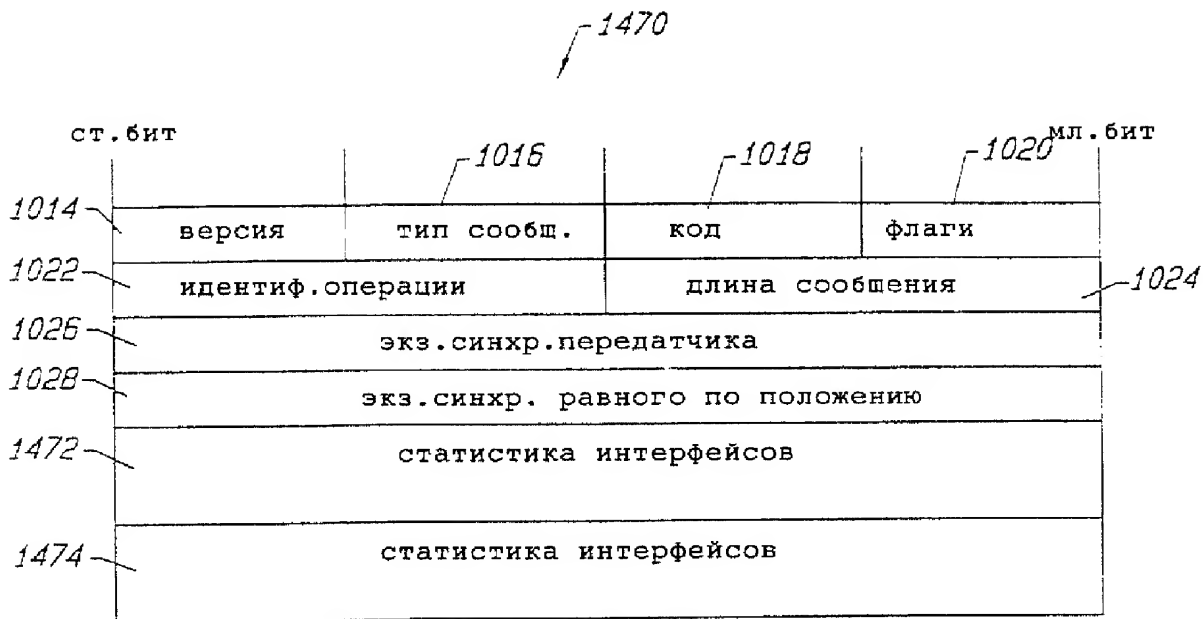 1470
ст.бит мл.бит
1016 1018 1020
1014 версия тип сообщ. код флаги
1022 идентиф.операции длина сообщения 1024
1026 экз.синхр.передатчика
1028 экз.синхр. равного по положению
1472 статистика интерфейсов
1474 статистика интерфейсов